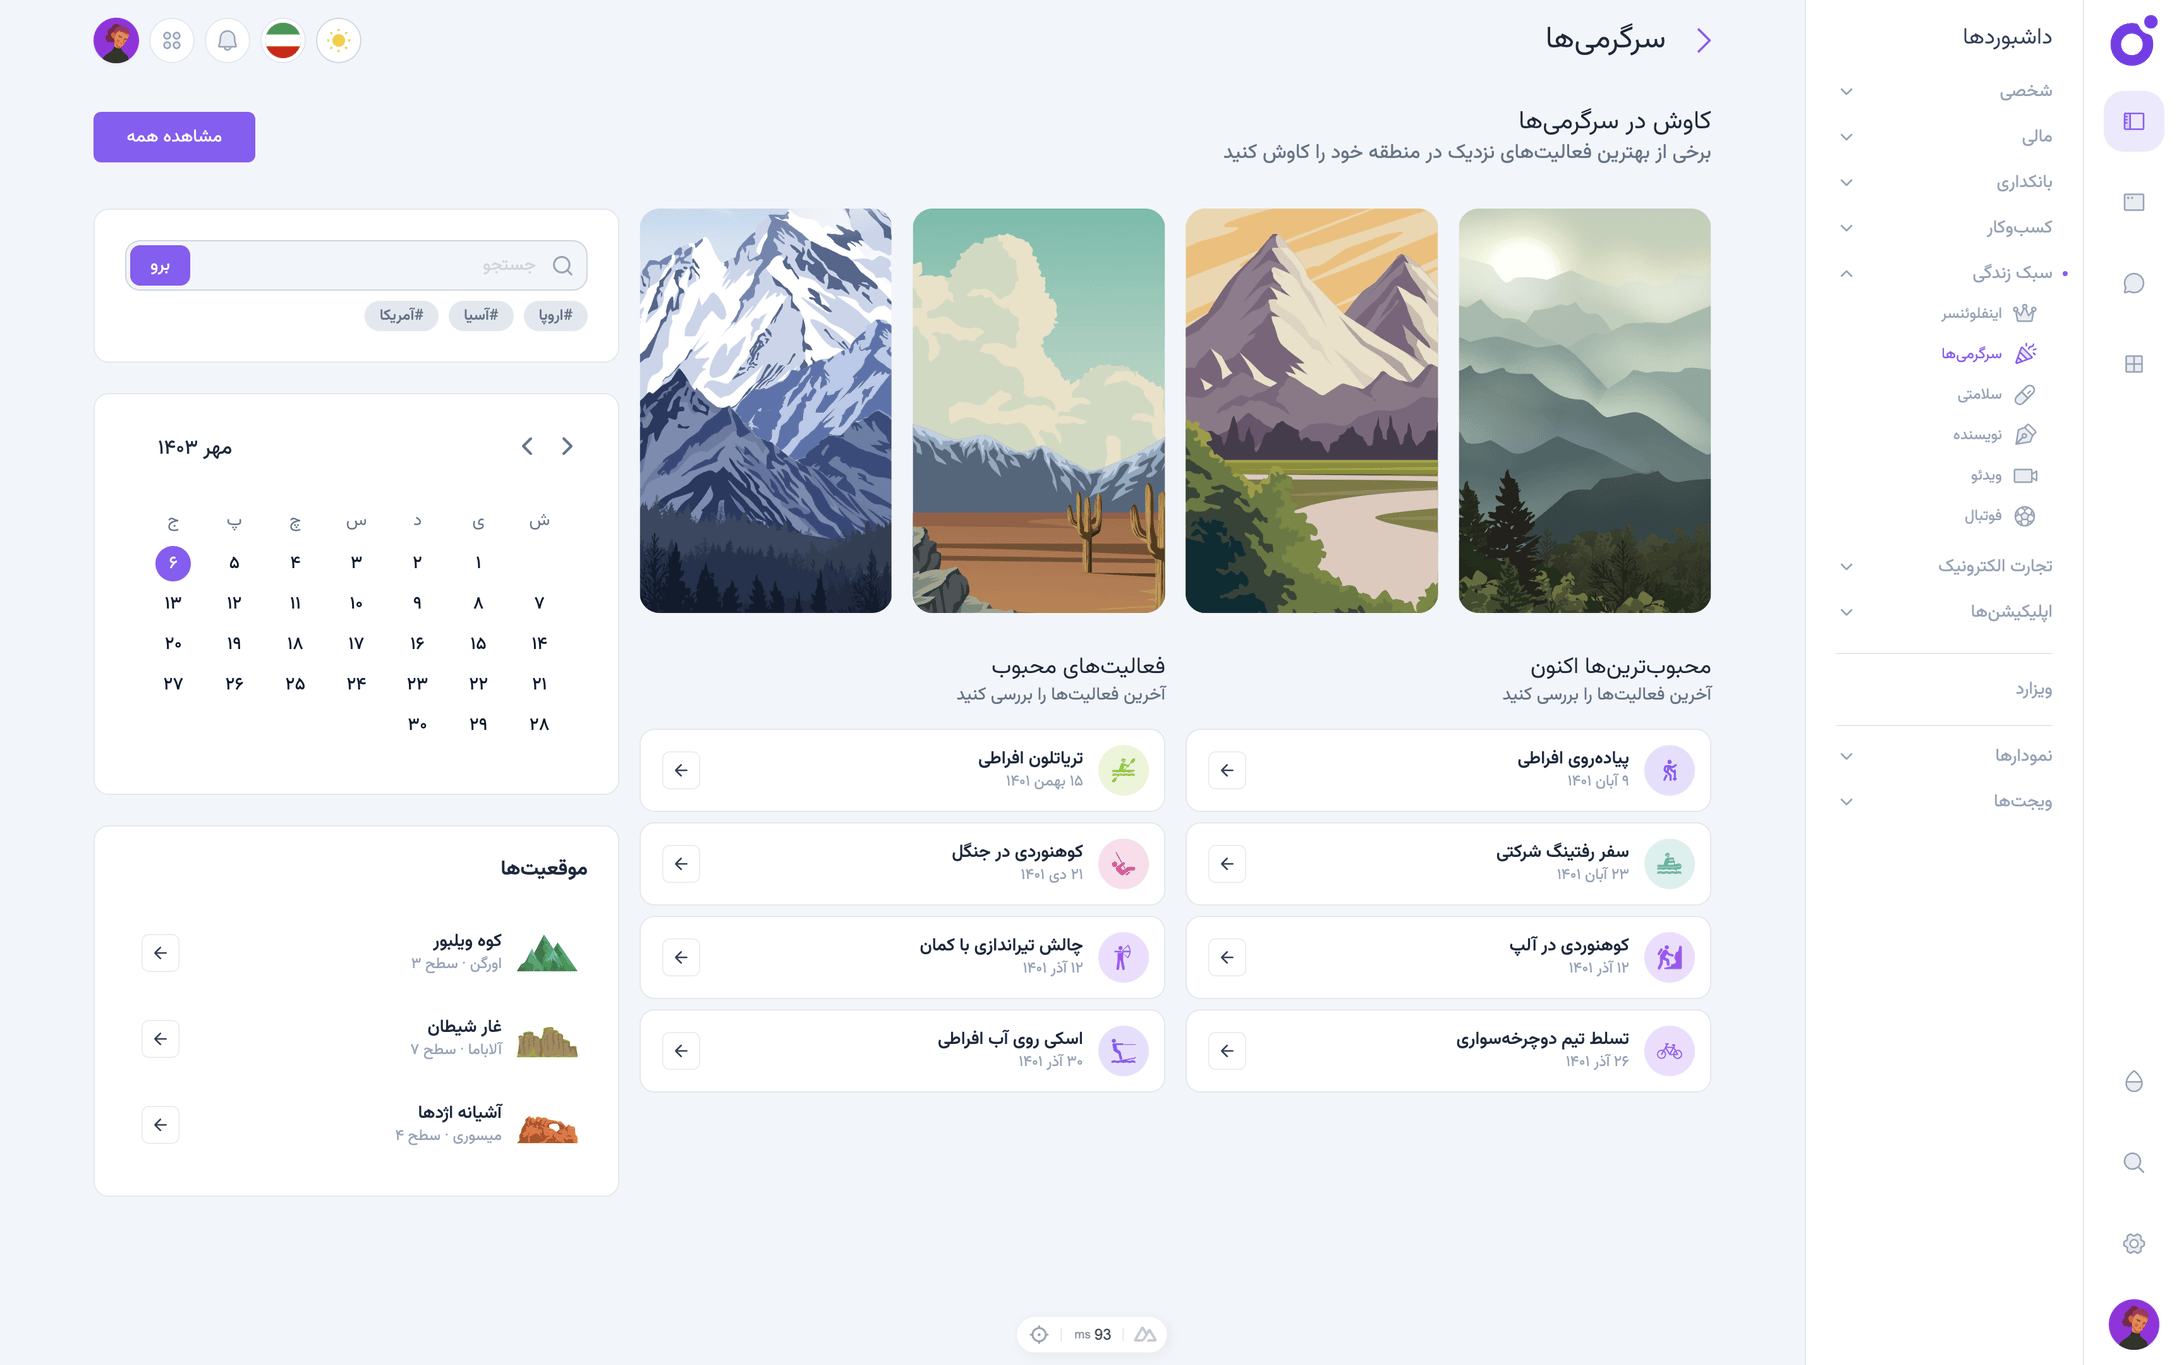 داشبوردها
شخصی
مالی
بانکداری
کسب‌وکار
سبک زندگی
اینفلوئنسر
سرگرمی‌ها
سلامتی
نویسنده
ویدئو
فوتبال
تجارت الکترونیک
اپلیکیشن‌ها
ویزارد
نمودارها
ویجت‌ها
سرگرمی‌ها
کاوش در سرگرمی‌ها
برخی از بهترین فعالیت‌های نزدیک در منطقه خود را کاوش کنید
مشاهده همه
محبوب‌ترین‌ها اکنون
آخرین فعالیت‌ها را بررسی کنید
پیاده‌روی افراطی
۹ آبان ۱۴۰۱
سفر رفتینگ شرکتی
۲۳ آبان ۱۴۰۱
کوهنوردی در آلپ
۱۲ آذر ۱۴۰۱
تسلط تیم دوچرخه‌سواری
۲۶ آذر ۱۴۰۱
فعالیت‌های محبوب
آخرین فعالیت‌ها را بررسی کنید
تریاتلون افراطی
۱۵ بهمن ۱۴۰۱
کوهنوردی در جنگل
۲۱ دی ۱۴۰۱
چالش تیراندازی با کمان
۱۲ آذر ۱۴۰۱
اسکی روی آب افراطی
۳۰ آذر ۱۴۰۱
جستجو
برو
#اروپا #آسیا #آمریکا
مهر ۱۴۰۳
ش ی د س چ پ ج
۱ ۲ ۳ ۴ ۵ ۶
۷ ۸ ۹ ۱۰ ۱۱ ۱۲ ۱۳
۱۴ ۱۵ ۱۶ ۱۷ ۱۸ ۱۹ ۲۰
۲۱ ۲۲ ۲۳ ۲۴ ۲۵ ۲۶ ۲۷
۲۸ ۲۹ ۳۰
موقعیت‌ها
کوه ویلبور
اورگن · سطح ۳
غار شیطان
آلاباما · سطح ۷
آشیانه اژدها
میسوری · سطح ۴
93 ms